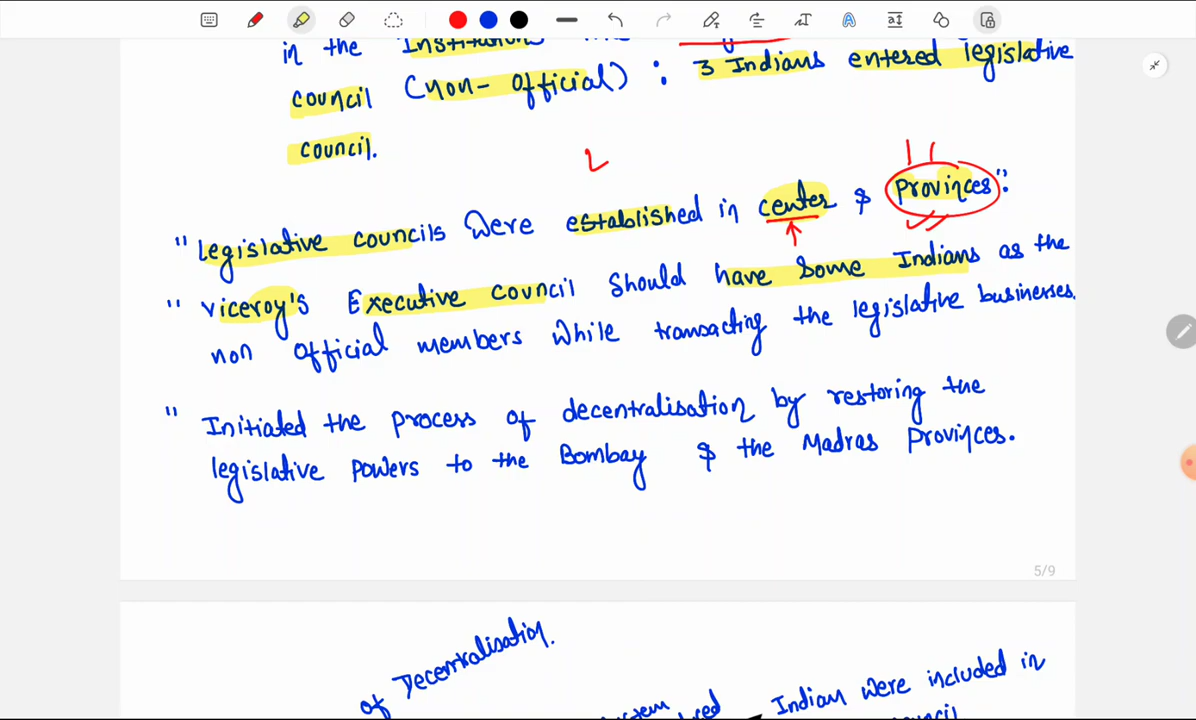 in the Institutions
(non- official) : 3 Indians entered legislative
council
council.
"legislative councils were established in center & provinces":
" viceroy's Executive council should have some Indians as the
non official members while transacting the legislative businesses.
" Initiated the process of decentralisation by restoring the
legislative powers to the Bombay & the Madras provinces.
5/9
of Decentralisation.
Indian were included in